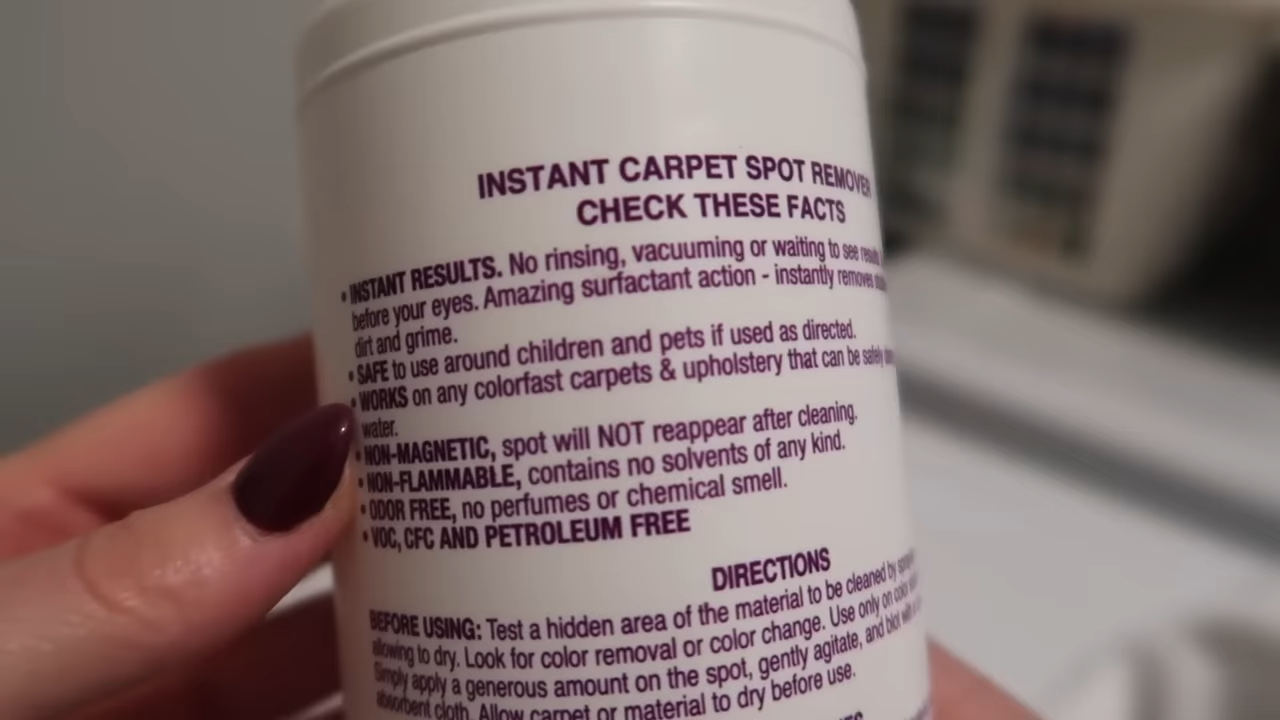 INSTANT CARPET SPOT REMOVER
CHECK THESE FACTS
• INSTANT RESULTS. No rinsing, vacuuming or waiting to see results
before your eyes. Amazing surfactant action - instantly removes
dirt and grime.
• SAFE to use around children and pets if used as directed.
• WORKS on any colorfast carpets & upholstery that can be safely
water.
• NON-MAGNETIC, spot will NOT reappear after cleaning.
• NON-FLAMMABLE, contains no solvents of any kind.
• ODOR FREE, no perfumes or chemical smell.
• VOC, CFC AND PETROLEUM FREE
DIRECTIONS
BEFORE USING: Test a hidden area of the material to be cleaned by
allowing to dry. Look for color removal or color change. Use only on color
Simply apply a generous amount on the spot, gently agitate, and blot with
absorbent cloth. Allow carpet or material to dry before use.